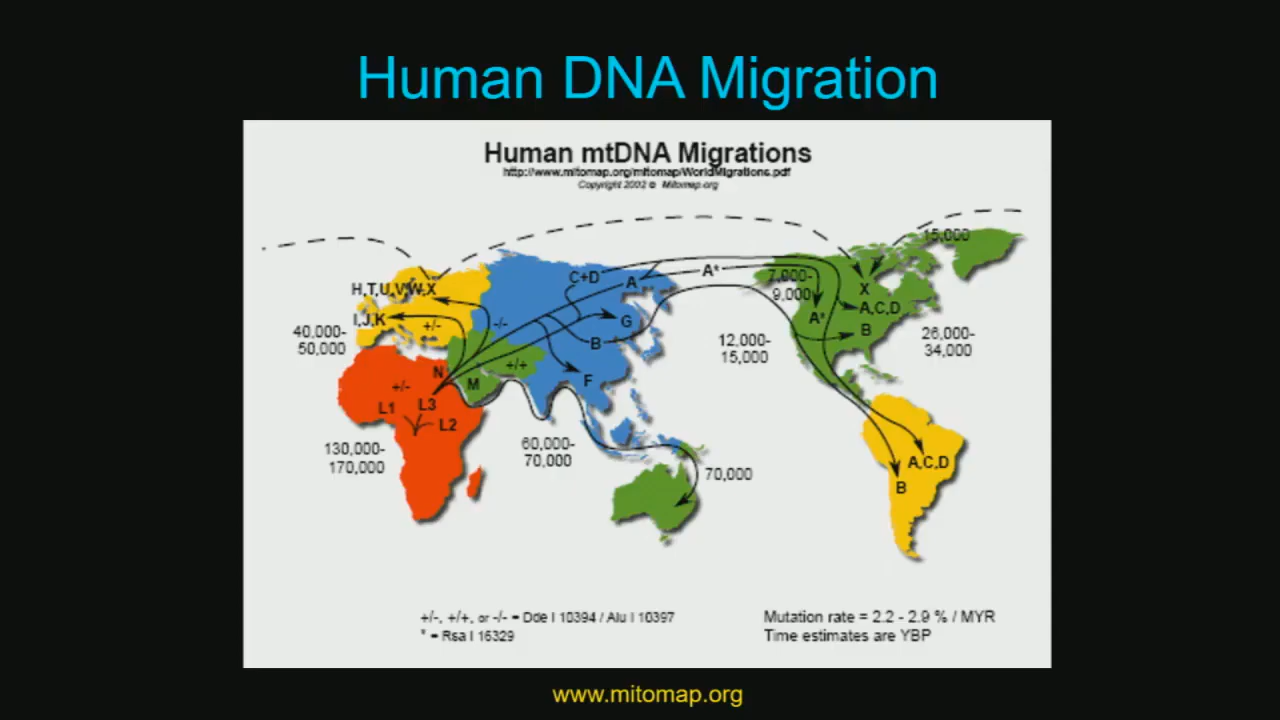 Human DNA Migration
Human mtDNA Migrations
http://www.mitomap.org/mitomap/WorldMigrations.pdf
Copyright 2002 © Mitomap.org
15,000
C+D
A
A*
7,000-
9,000
X
H,T,U,V,W,X
A,C,D
I,J,K
+/-
-/-
G
A*
B
40,000-
50,000
B
12,000-
15,000
26,000-
34,000
N
M
+/+
F
+/-
L1
L3
L2
130,000-
170,000
60,000-
70,000
70,000
A,C,D
B
+/-, +/+, or -/- = Dde I 10394 / Alu I 10397
* = Rsa I 16329
Mutation rate = 2.2 - 2.9 % / MYR
Time estimates are YBP
www.mitomap.org